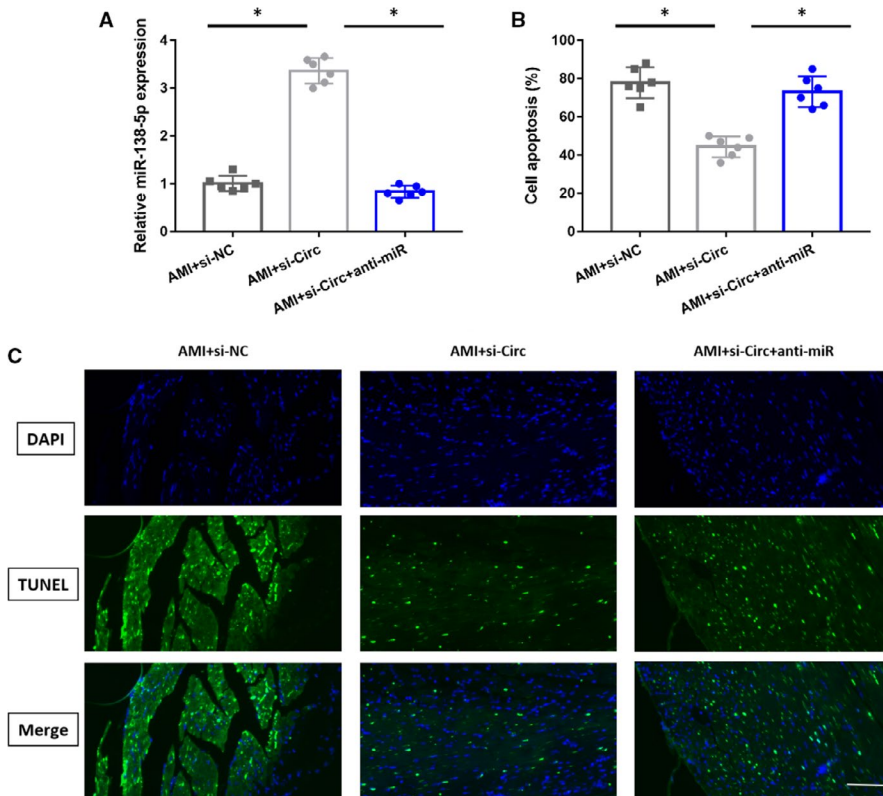 A
* *
Relative miR-138-5p expression
4
3
2
1
0
AMI+si-NC
AMI+si-Circ
AMI+si-Circ+anti-miR
B
* *
Cell apoptosis (%)
100
80
60
40
20
0
AMI+si-NC
AMI+si-Circ
AMI+si-Circ+anti-miR
C
AMI+si-NC AMI+si-Circ AMI+si-Circ+anti-miR
DAPI
TUNEL
Merge